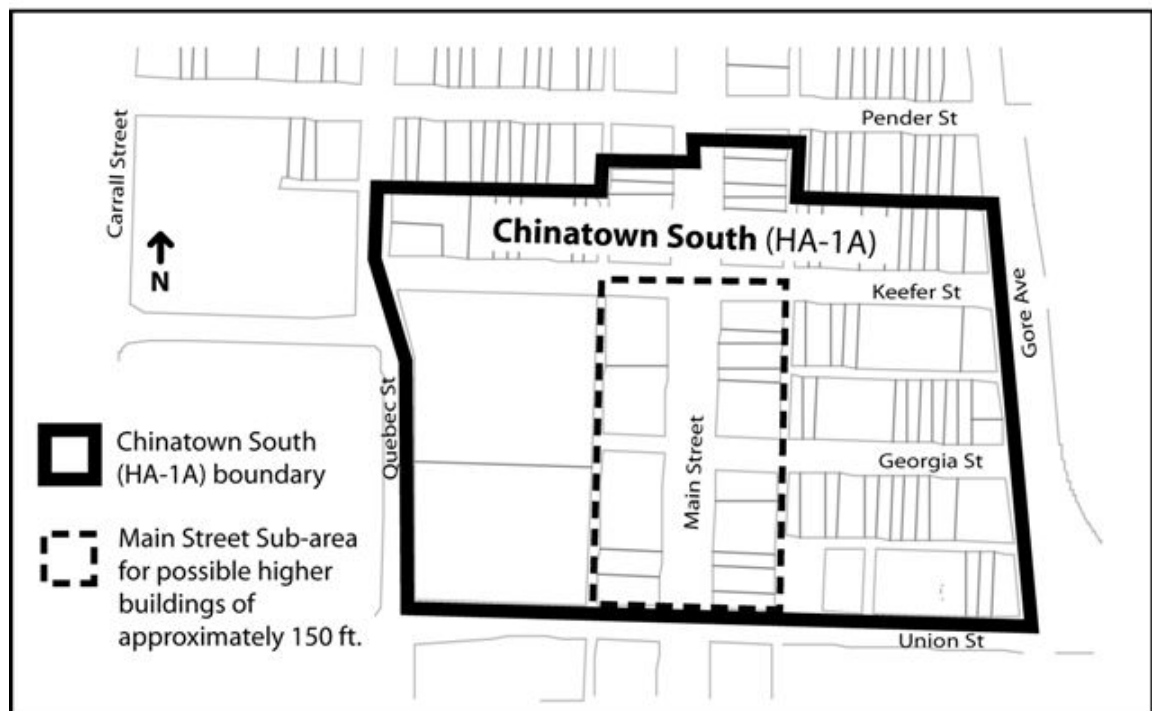 Pender St
Carrall Street
Chinatown South (HA-1A)
N
Keefer St
Gore Ave
Quebec St
Main Street
Georgia St
Chinatown South
(HA-1A) boundary
Main Street Sub-area
for possible higher
buildings of
approximately 150 ft.
Union St